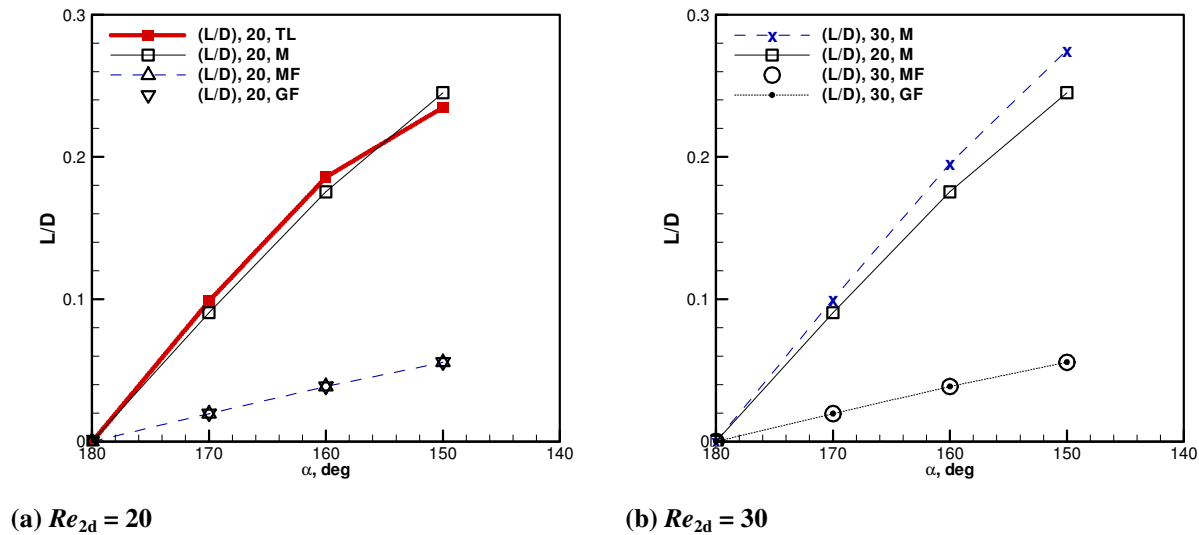 0.3
(L/D), 20, TL
(L/D), 20, M
(L/D), 20, MF
(L/D), 20, GF
0.2
L/D
0.1
0
180 170 160 150 140
α, deg
(a) Re2d = 20
0.3
(L/D), 30, M
(L/D), 20, M
(L/D), 30, MF
(L/D), 30, GF
0.2
L/D
0.1
0
180 170 160 150 140
α, deg
(b) Re2d = 30